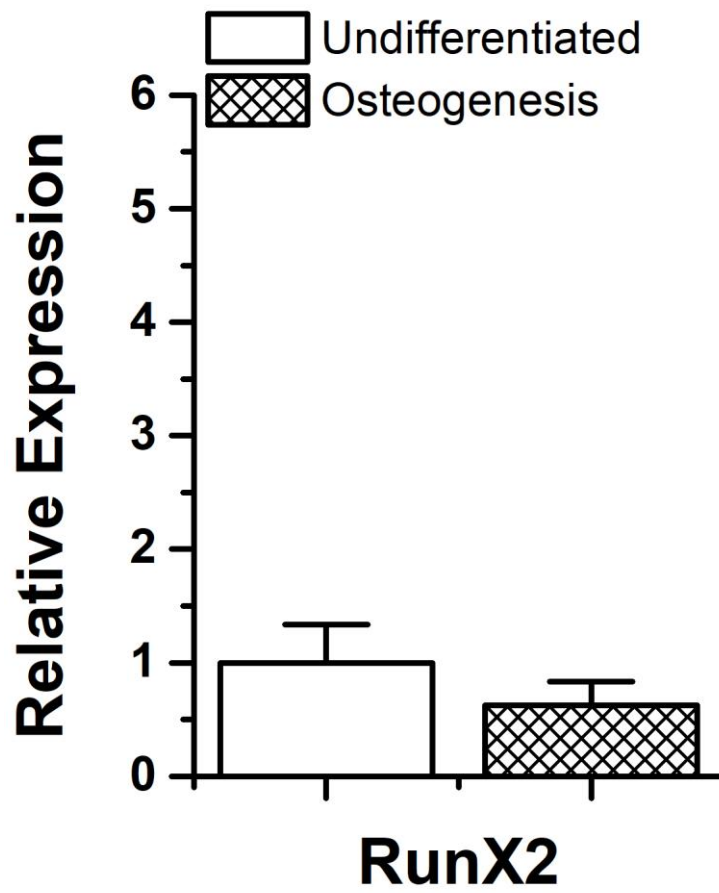 Undifferentiated
Osteogenesis
Relative Expression
6
5
4
3
2
1
0
RunX2